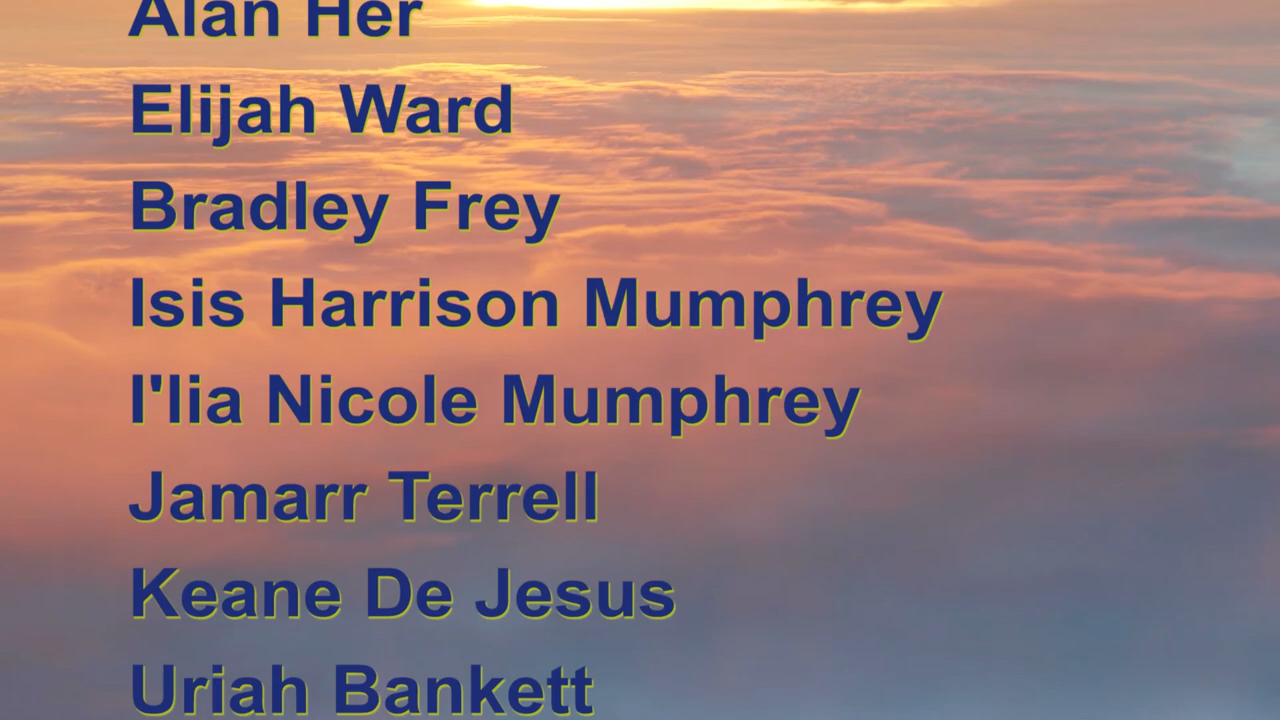 Alan Her
Elijah Ward
Bradley Frey
Isis Harrison Mumphrey
I'lia Nicole Mumphrey
Jamarr Terrell
Keane De Jesus
Uriah Bankett